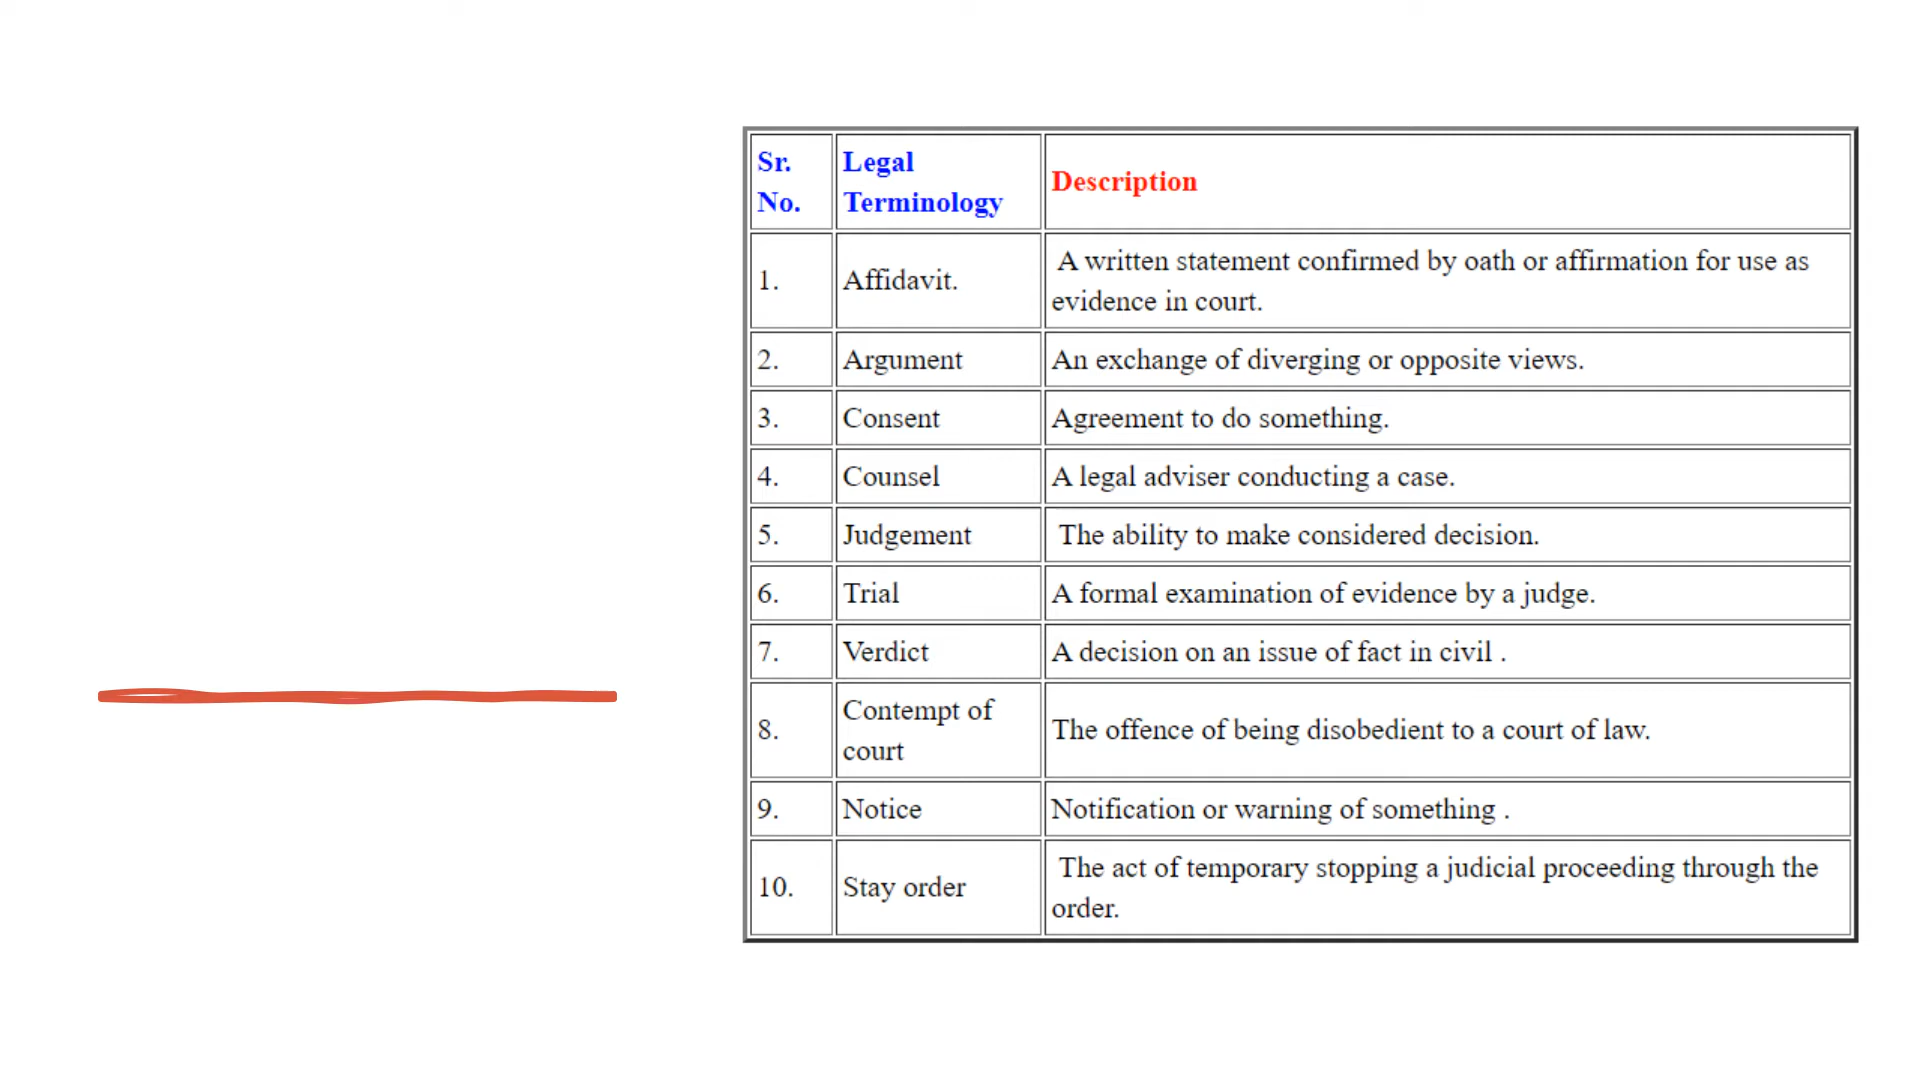 Sr. No.
Legal Terminology
Description
1.
Affidavit.
A written statement confirmed by oath or affirmation for use as
evidence in court.
2.
Argument
An exchange of diverging or opposite views.
3.
Consent
Agreement to do something.
4.
Counsel
A legal adviser conducting a case.
5.
Judgement
The ability to make considered decision.
6.
Trial
A formal examination of evidence by a judge.
7.
Verdict
A decision on an issue of fact in civil .
8.
Contempt of
court
The offence of being disobedient to a court of law.
9.
Notice
Notification or warning of something .
10.
Stay order
The act of temporary stopping a judicial proceeding through the
order.